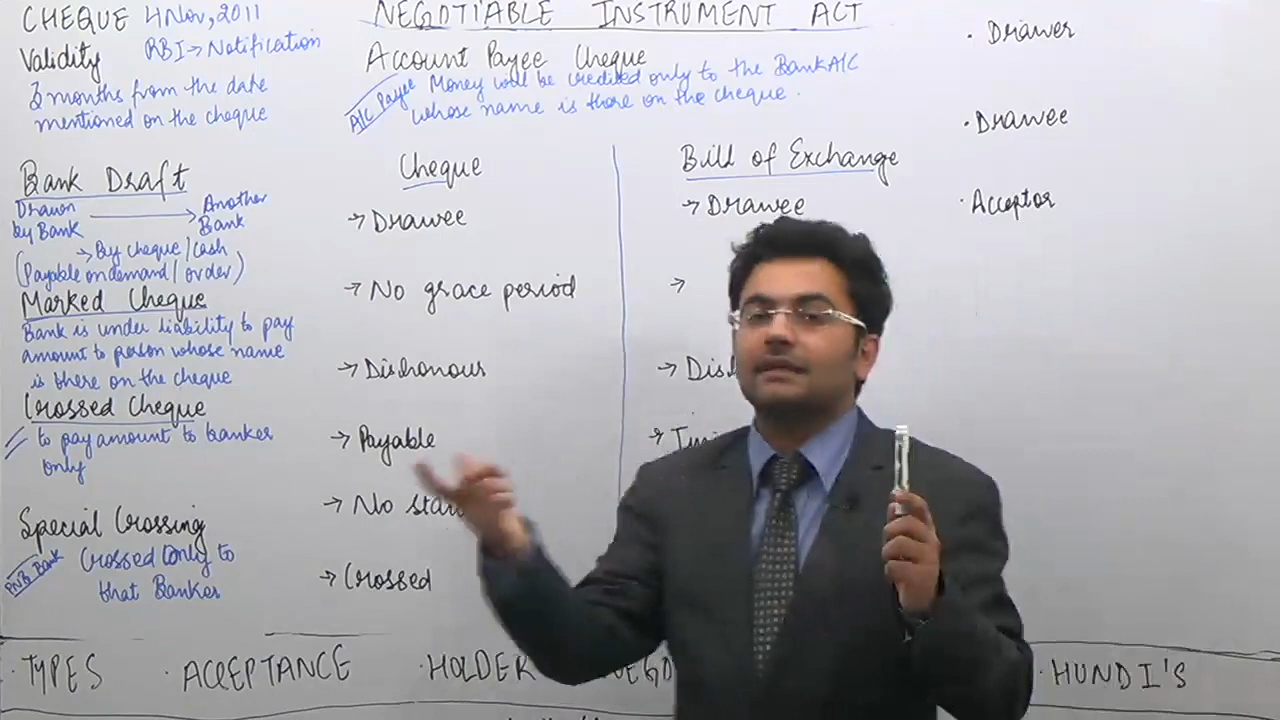 CHEQUE 4 Nov, 2011
Validity RBI → Notification
3 months from the date
mentioned on the cheque
NEGOTIABLE INSTRUMENT ACT
Account Payee Cheque
A/C Payee Money will be credited only to the Bank A/C
whose name is there on the cheque.
Bank Draft
Drawn → Another
by Bank Bank
→ By cheque/cash
(Payable on demand/order)
Marked Cheque
Bank is under liability to pay
amount to person whose name
is there on the cheque
Crossed Cheque
to pay amount to banker
only
Special Crossing
PNB Bank Crossed only to
that Banker
Cheque
→ Drawee
→ No grace period
→ Dishonour
→ Payable
→ No
→ Crossed
Bill of Exchange
→ Drawee
→
→
→
• Drawer
• Drawee
• Acceptor
• TYPES • ACCEPTANCE • HOLDER • HUNDI'S